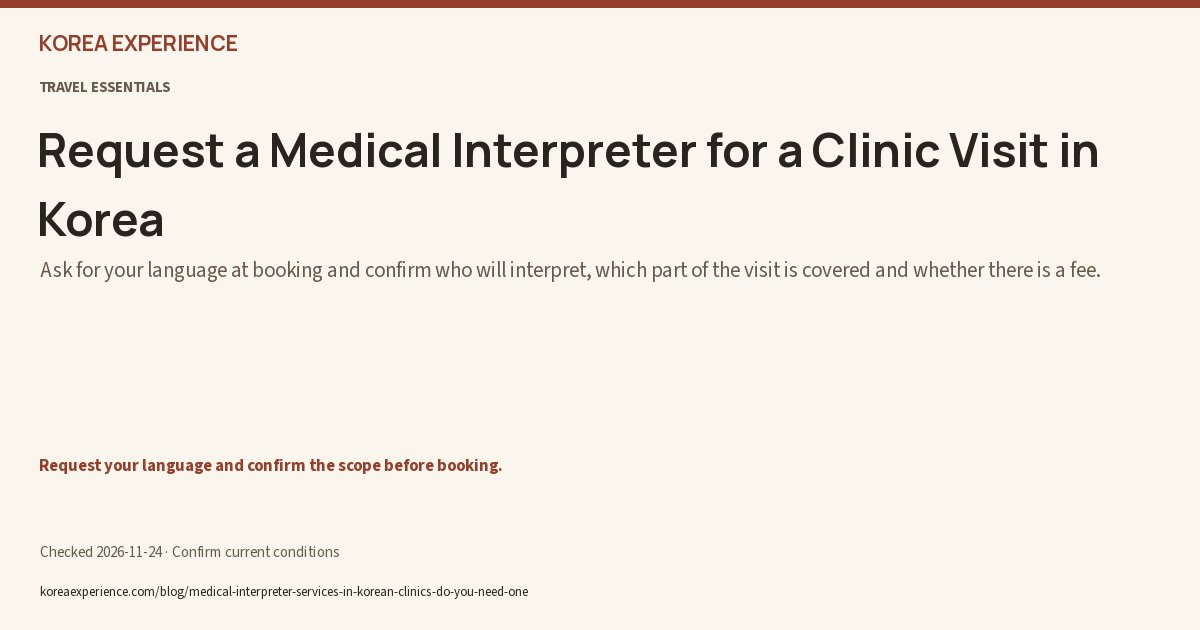 KOREA EXPERIENCE
TRAVEL ESSENTIALS
Request a Medical Interpreter for a Clinic Visit in
Korea
Ask for your language at booking and confirm who will interpret, which part of the visit is covered and whether there is a fee.
Request your language and confirm the scope before booking.
Checked 2026-11-24 · Confirm current conditions
koreaexperience.com/blog/medical-interpreter-services-in-korean-clinics-do-you-need-one